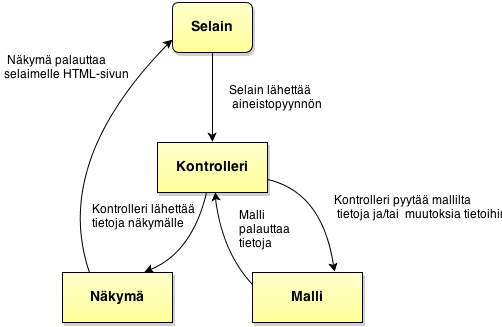 Selain
Näkymä palauttaa
selaimelle HTML-sivun
Selain lähettää
aineistopyynnön
Kontrolleri
Kontrolleri pyytää mallilta
tietoja ja/tai muutoksia tietoihin
Kontrolleri lähettää
tietoja näkymälle
Malli
palauttaa
tietoja
Näkymä
Malli